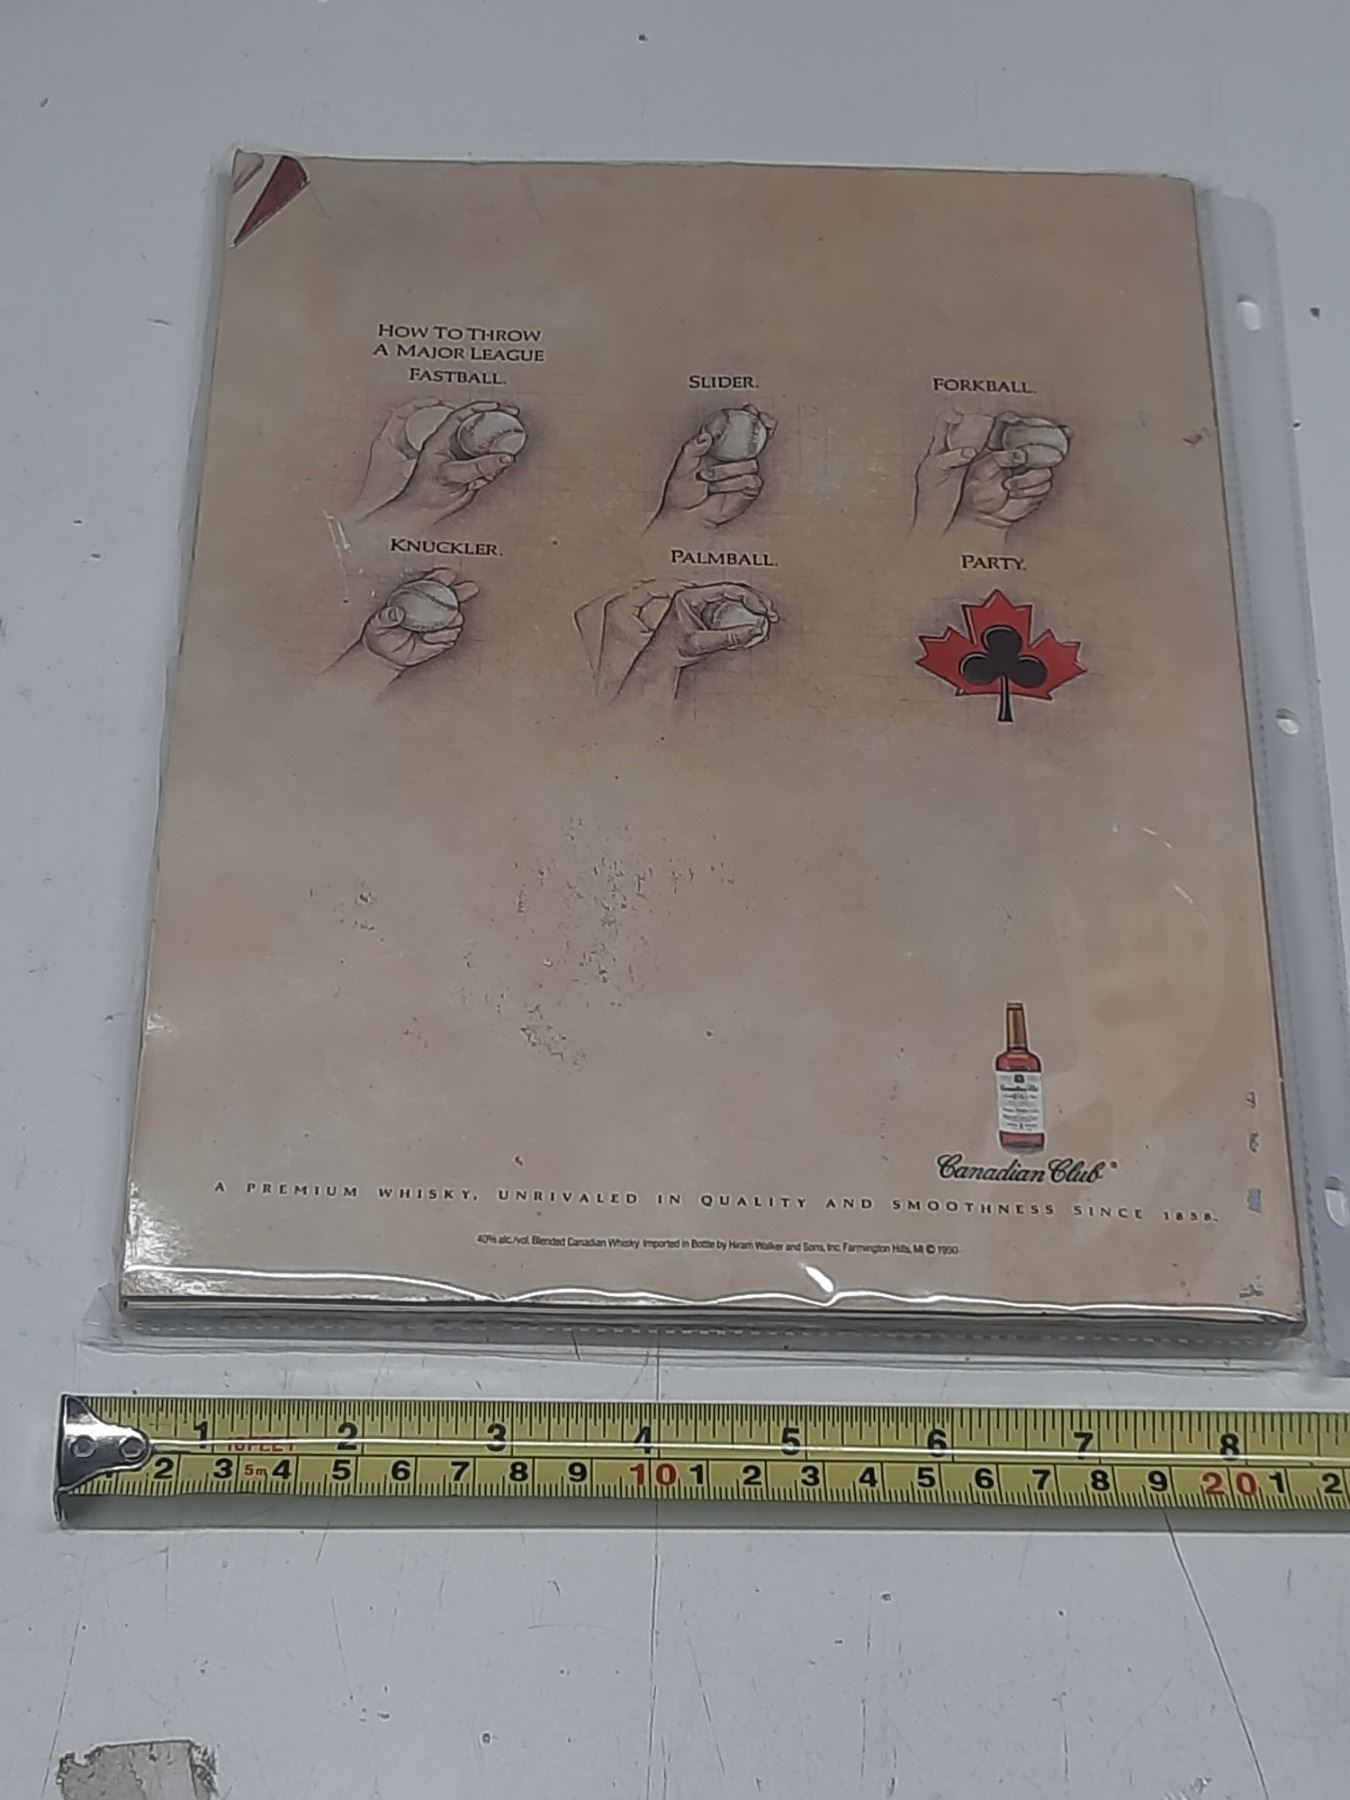 HOW TO THROW
A MAJOR LEAGUE
FASTBALL.
SLIDER.
FORKBALL.
KNUCKLER.
PALMBALL.
PARTY.
Canadian Club®
A PREMIUM WHISKY, UNRIVALED IN QUALITY AND SMOOTHNESS SINCE 1858.
40% alc./vol. Blended Canadian Whisky. Imported in Bottle by Hiram Walker and Sons, Inc. Farmington Hills, MI © 1990
1 2 3 4 5 6 7 8
10FEET
2 3 5m 4 5 6 7 8 9 10 1 2 3 4 5 6 7 8 9 20 1 2